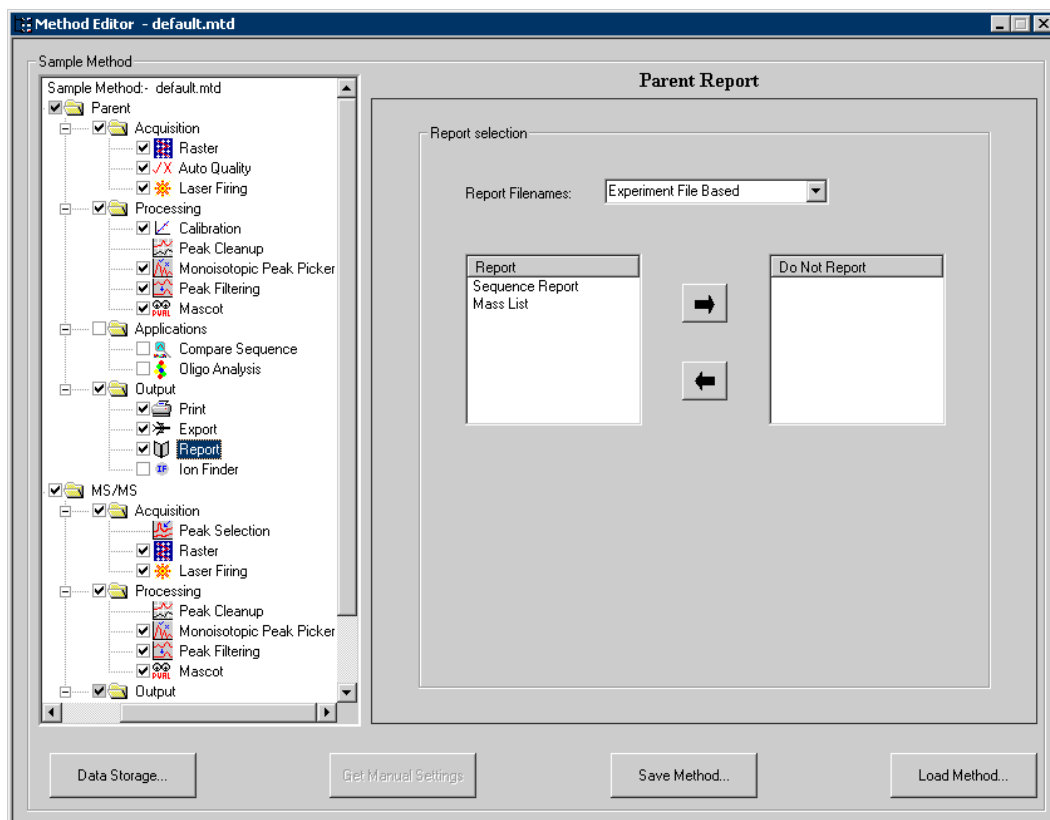 Method Editor - default.mtd
Sample Method
Sample Method:- default.mtd
Parent
Acquisition
Raster
Auto Quality
Laser Firing
Processing
Calibration
Peak Cleanup
Monoisotopic Peak Picker
Peak Filtering
Mascot
Applications
Compare Sequence
Oligo Analysis
Output
Print
Export
Report
IF Ion Finder
MS/MS
Acquisition
Peak Selection
Raster
Laser Firing
Processing
Peak Cleanup
Monoisotopic Peak Picker
Peak Filtering
Mascot
Output
Parent Report
Report selection
Report Filenames: Experiment File Based
Report
Sequence Report
Mass List
Do Not Report
Data Storage...
Get Manual Settings
Save Method...
Load Method...